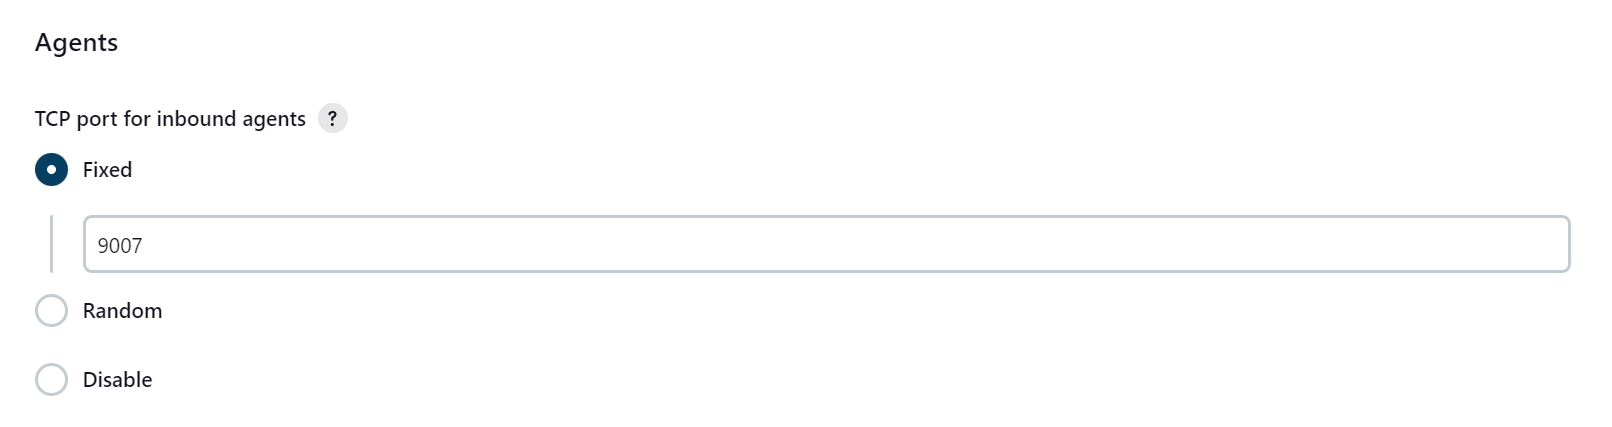 Agents
TCP port for inbound agents ?
Fixed
9007
Random
Disable